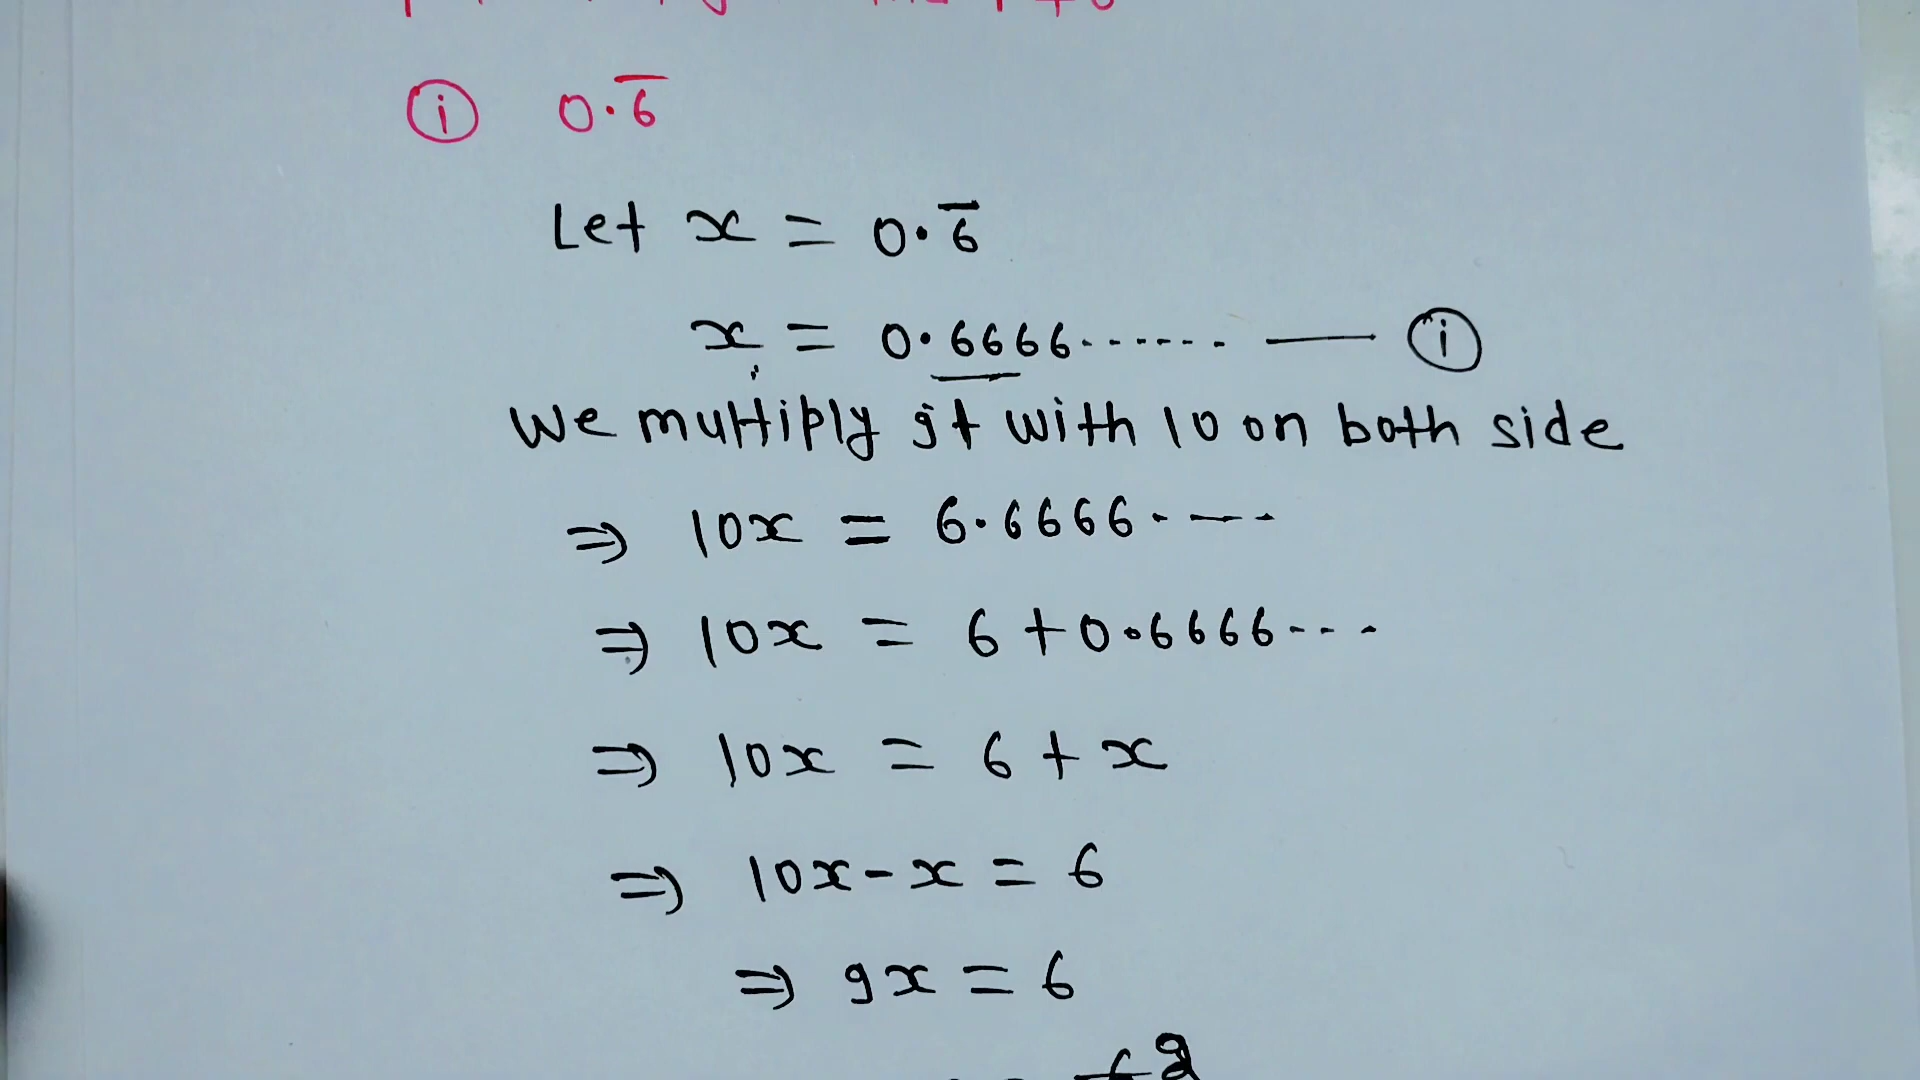 (i) 0.6̅
Let x = 0.6̅
x = 0.6666....... —— (i)
We multiply it with 10 on both side
⇒ 10x = 6.6666----
⇒ 10x = 6 + 0.6666---
⇒ 10x = 6 + x
⇒ 10x - x = 6
⇒ 9x = 6